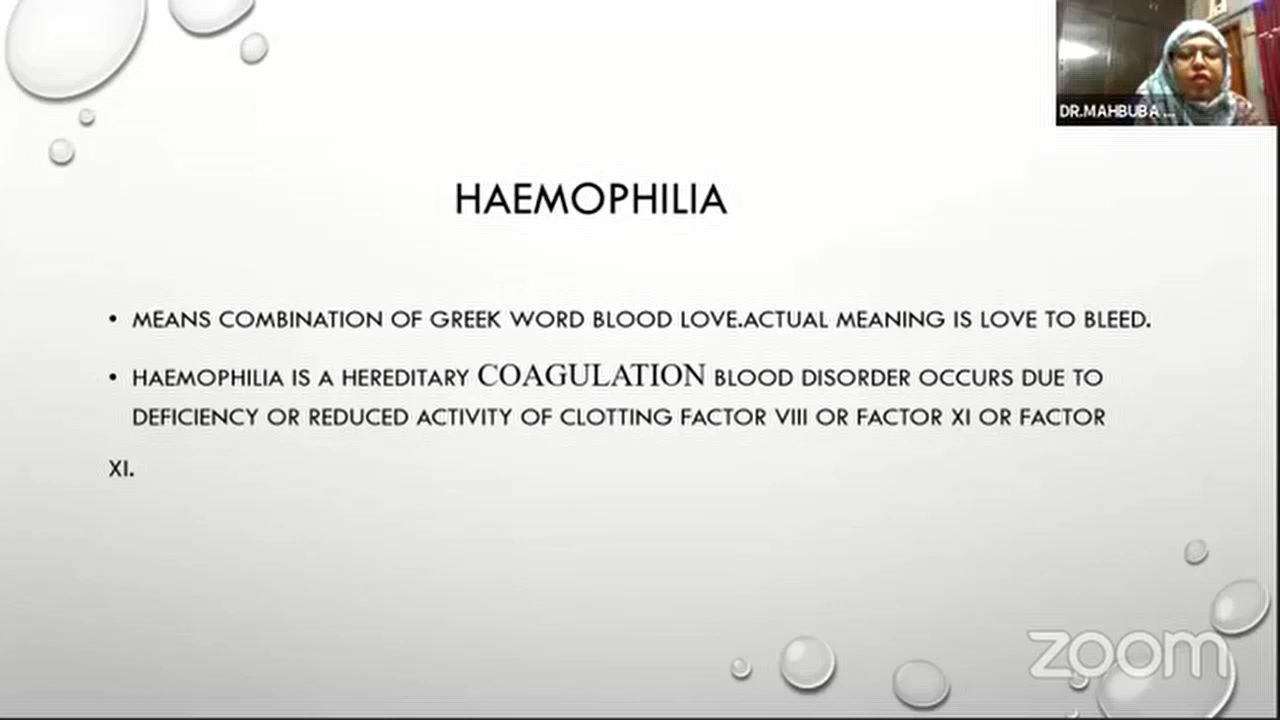 DR.MAHBUBA ...
HAEMOPHILIA
• MEANS COMBINATION OF GREEK WORD BLOOD LOVE.ACTUAL MEANING IS LOVE TO BLEED.
• HAEMOPHILIA IS A HEREDITARY COAGULATION BLOOD DISORDER OCCURS DUE TO
DEFICIENCY OR REDUCED ACTIVITY OF CLOTTING FACTOR VIII OR FACTOR XI OR FACTOR
XI.
zoom